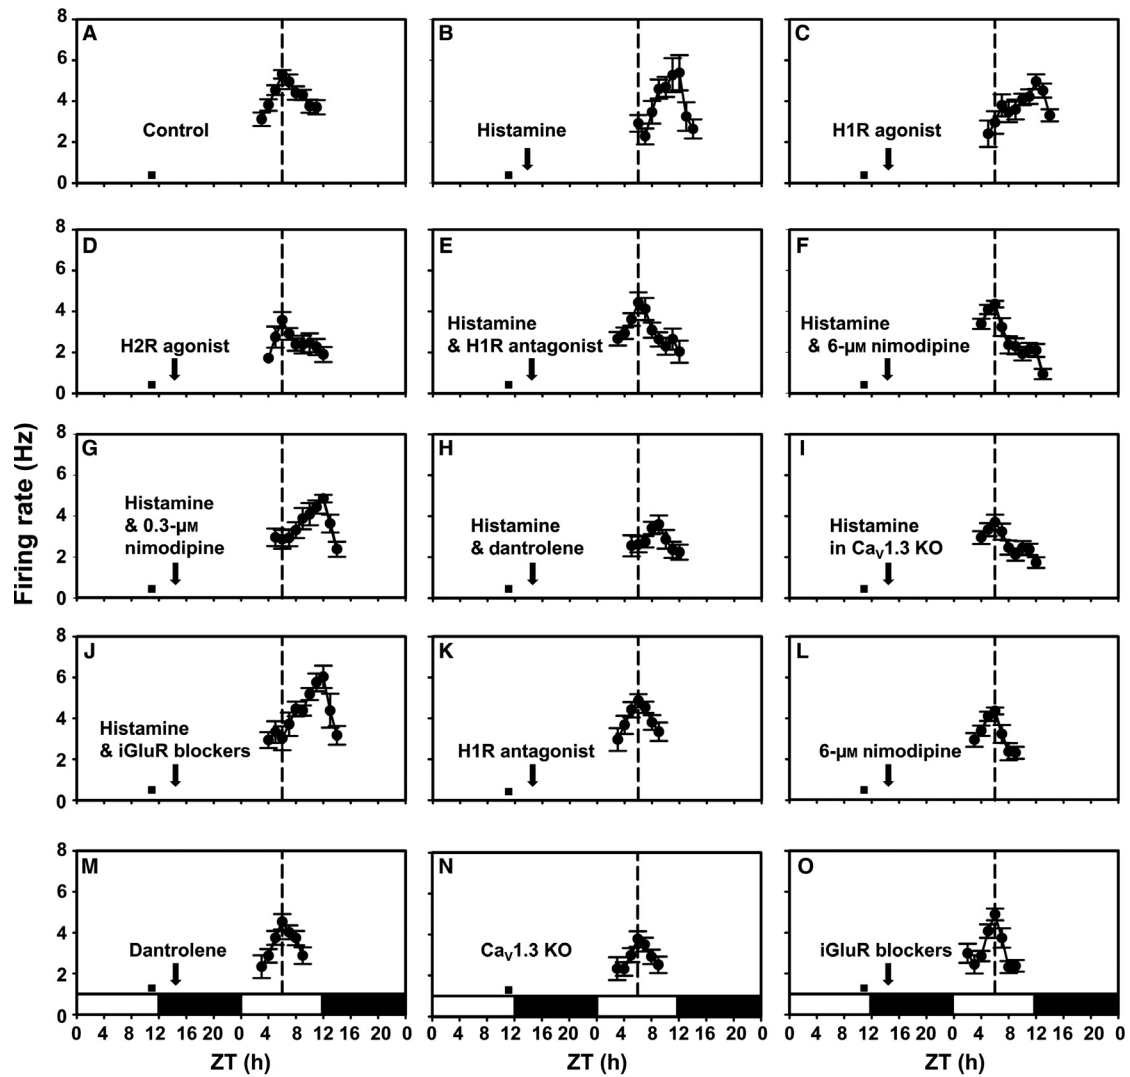 A
B
C
8
6
4
2
0
Control
Histamine
H1R agonist
D
E
F
8
6
4
2
0
H2R agonist
Histamine
& H1R antagonist
Histamine
& 6-μM nimodipine
Firing rate (Hz)
G
H
I
8
6
4
2
0
Histamine
& 0.3-μM
nimodipine
Histamine
& dantrolene
Histamine
in CaV1.3 KO
J
K
L
8
6
4
2
0
Histamine
& iGluR blockers
H1R antagonist
6-μM nimodipine
M
N
O
8
6
4
2
0
Dantrolene
CaV1.3 KO
iGluR blockers
0 4 8 12 16 20 0 4 8 12 16 20 0
0 4 8 12 16 20 0 4 8 12 16 20 0
0 4 8 12 16 20 0 4 8 12 16 20 0
ZT (h)
ZT (h)
ZT (h)